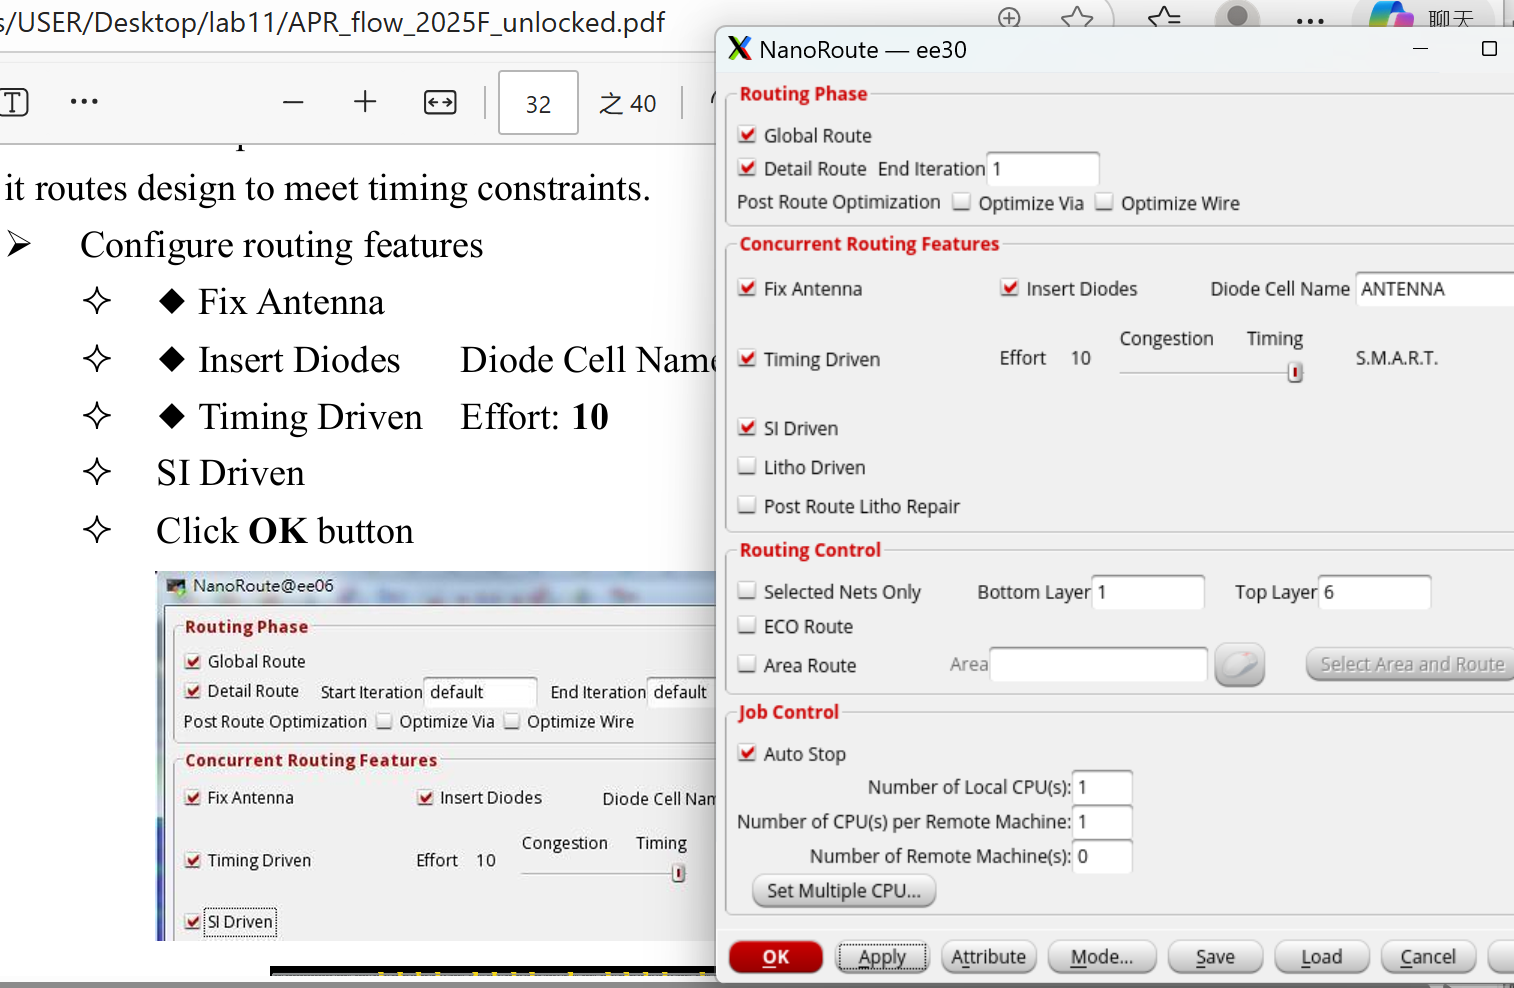 s/USER/Desktop/lab11/APR_flow_2025F_unlocked.pdf
聊天
T
32 之 40
it routes design to meet timing constraints.
Configure routing features
Fix Antenna
Insert Diodes Diode Cell Name
Timing Driven Effort: 10
SI Driven
Click OK button
NanoRoute@ee06
Routing Phase
Global Route
Detail Route Start Iteration default End Iteration default
Post Route Optimization Optimize Via Optimize Wire
Concurrent Routing Features
Fix Antenna Insert Diodes Diode Cell Nam
Congestion Timing
Timing Driven Effort 10
SI Driven
NanoRoute — ee30
Routing Phase
Global Route
Detail Route End Iteration 1
Post Route Optimization Optimize Via Optimize Wire
Concurrent Routing Features
Fix Antenna Insert Diodes Diode Cell Name ANTENNA
Congestion Timing
Timing Driven Effort 10 S.M.A.R.T.
SI Driven
Litho Driven
Post Route Litho Repair
Routing Control
Selected Nets Only Bottom Layer 1 Top Layer 6
ECO Route
Area Route Area Select Area and Route
Job Control
Auto Stop
Number of Local CPU(s): 1
Number of CPU(s) per Remote Machine: 1
Number of Remote Machine(s): 0
Set Multiple CPU...
OK Apply Attribute Mode... Save Load Cancel